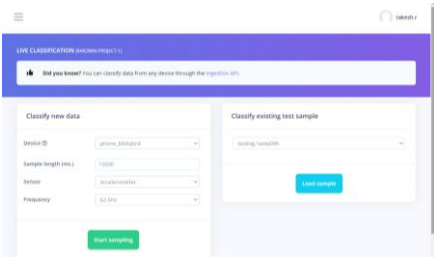 rakesh.r
LIVE CLASSIFICATION
Did you know? You can classify data from any device through the ingestion API.
Classify new data
Classify existing test sample
Device
Sample length (ms.)
10000
Sensor
Accelerometer
Frequency
62.5Hz
Load sample
Start sampling